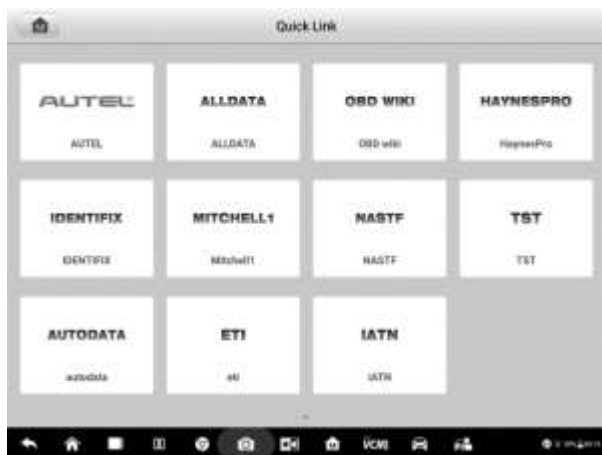 Quick Link
AUTEL
ALLDATA
OBD WIKI
HAYNESPRO
AUTEL
ALLDATA
OBD wiki
HaynesPro
IDENTIFIX
MITCHELL1
NASTF
TST
IDENTIFIX
Mitchell1
NASTF
TST
AUTODATA
ETI
IATN
autodata
eti
IATN
VCMI